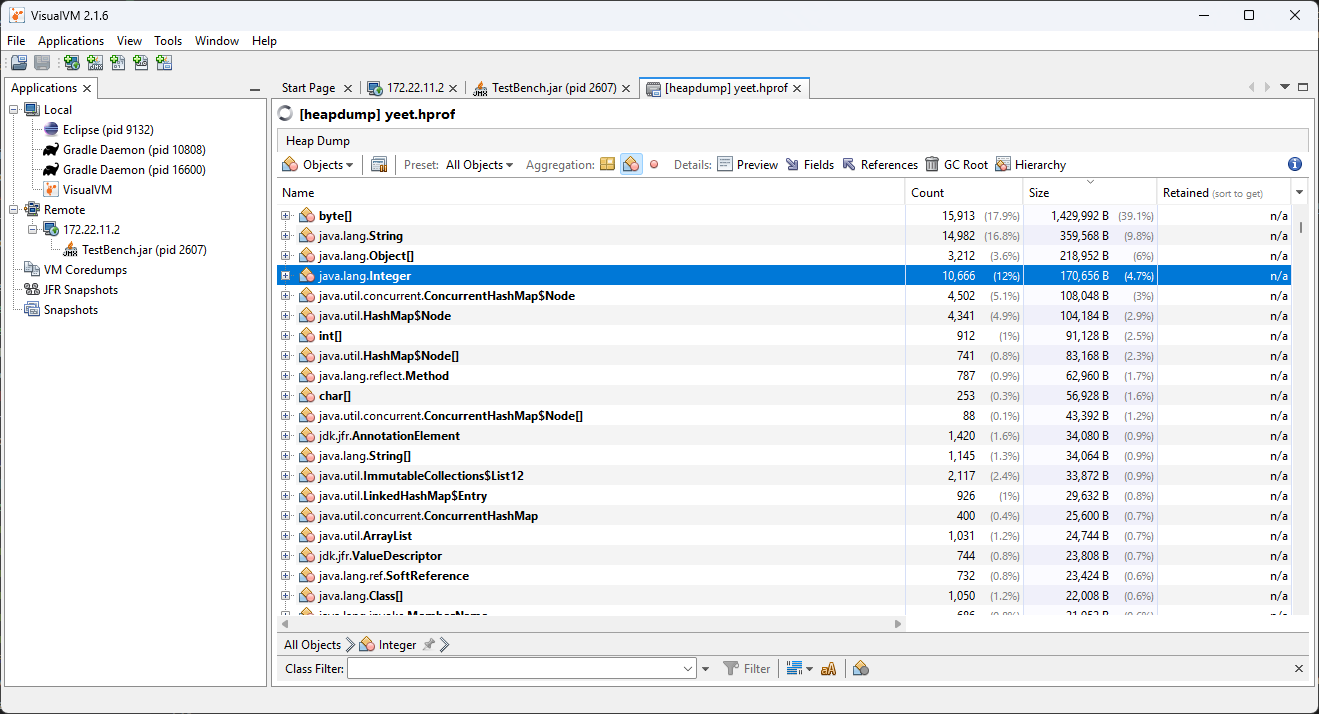 VisualVM 2.1.6
File Applications View Tools Window Help
Applications
Local
Eclipse (pid 9132)
Gradle Daemon (pid 10808)
Gradle Daemon (pid 16600)
VisualVM
Remote
172.22.11.2
TestBench.jar (pid 2607)
VM Coredumps
JFR Snapshots
Snapshots
Start Page 172.22.11.2 TestBench.jar (pid 2607) [heapdump] yeet.hprof
[heapdump] yeet.hprof
Heap Dump
Objects Preset: All Objects Aggregation: Details: Preview Fields References GC Root Hierarchy
Name Count Size Retained (sort to get)
byte[] 15,913 (17.9%) 1,429,992 B (39.1%) n/a
java.lang.String 14,982 (16.8%) 359,568 B (9.8%) n/a
java.lang.Object[] 3,212 (3.6%) 218,952 B (6%) n/a
java.lang.Integer 10,666 (12%) 170,656 B (4.7%) n/a
java.util.concurrent.ConcurrentHashMap$Node 4,502 (5.1%) 108,048 B (3%) n/a
java.util.HashMap$Node 4,341 (4.9%) 104,184 B (2.9%) n/a
int[] 912 (1%) 91,128 B (2.5%) n/a
java.util.HashMap$Node[] 741 (0.8%) 83,168 B (2.3%) n/a
java.lang.reflect.Method 787 (0.9%) 62,960 B (1.7%) n/a
char[] 253 (0.3%) 56,928 B (1.6%) n/a
java.util.concurrent.ConcurrentHashMap$Node[] 88 (0.1%) 43,392 B (1.2%) n/a
jdk.jfr.AnnotationElement 1,420 (1.6%) 34,080 B (0.9%) n/a
java.lang.String[] 1,145 (1.3%) 34,064 B (0.9%) n/a
java.util.ImmutableCollections$List12 2,117 (2.4%) 33,872 B (0.9%) n/a
java.util.LinkedHashMap$Entry 926 (1%) 29,632 B (0.8%) n/a
java.util.concurrent.ConcurrentHashMap 400 (0.4%) 25,600 B (0.7%) n/a
java.util.ArrayList 1,031 (1.2%) 24,744 B (0.7%) n/a
jdk.jfr.ValueDescriptor 744 (0.8%) 23,808 B (0.7%) n/a
java.lang.ref.SoftReference 732 (0.8%) 23,424 B (0.6%) n/a
java.lang.Class[] 1,050 (1.2%) 22,008 B (0.6%) n/a
All Objects Integer
Class Filter: Filter aA